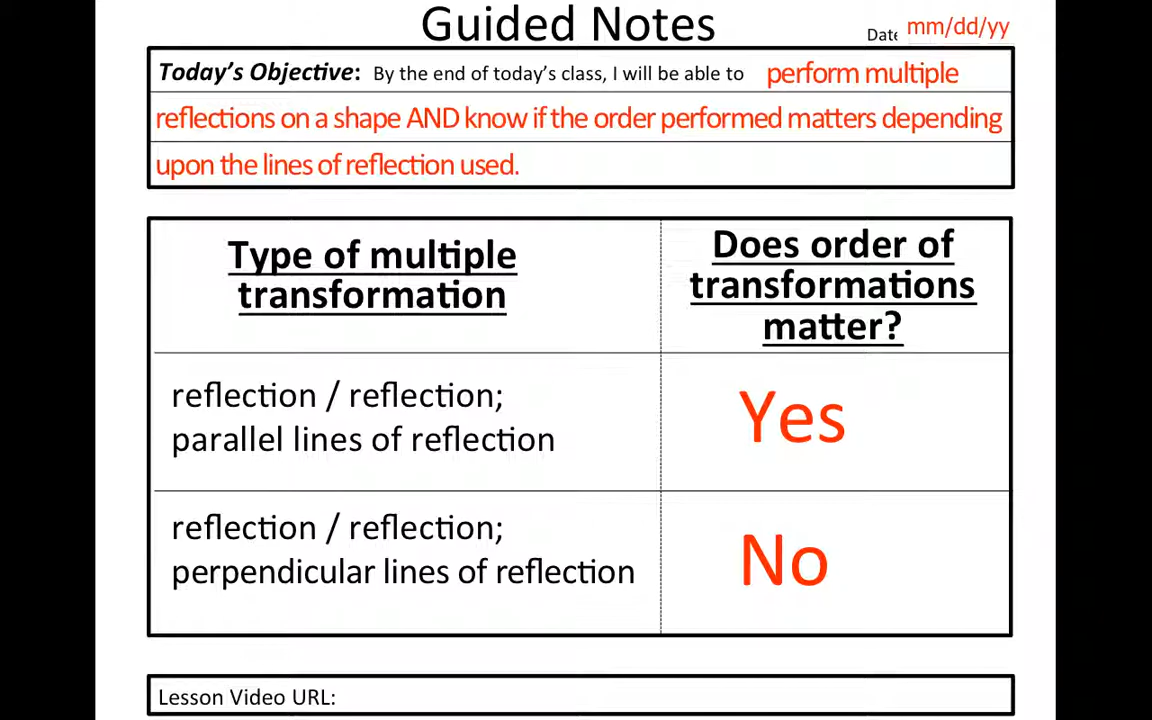 Guided Notes
Date mm/dd/yy
Today's Objective: By the end of today's class, I will be able to perform multiple
reflections on a shape AND know if the order performed matters depending
upon the lines of reflection used.
Type of multiple
transformation
Does order of
transformations
matter?
reflection / reflection;
parallel lines of reflection
Yes
reflection / reflection;
perpendicular lines of reflection
No
Lesson Video URL: